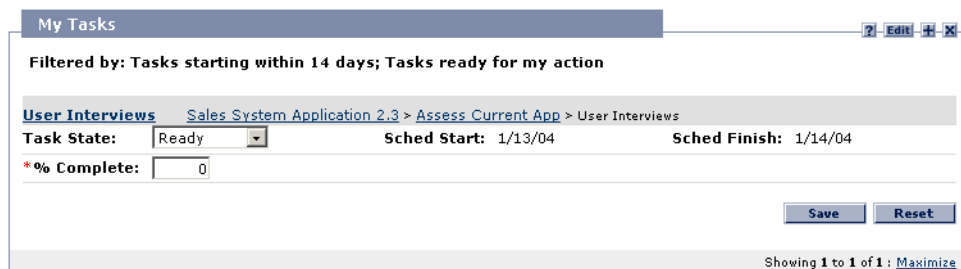 My Tasks
? Edit + X
Filtered by: Tasks starting within 14 days; Tasks ready for my action
User Interviews Sales System Application 2.3 > Assess Current App > User Interviews
Task State: Ready Sched Start: 1/13/04 Sched Finish: 1/14/04
*% Complete: 0
Save Reset
Showing 1 to 1 of 1 : Maximize